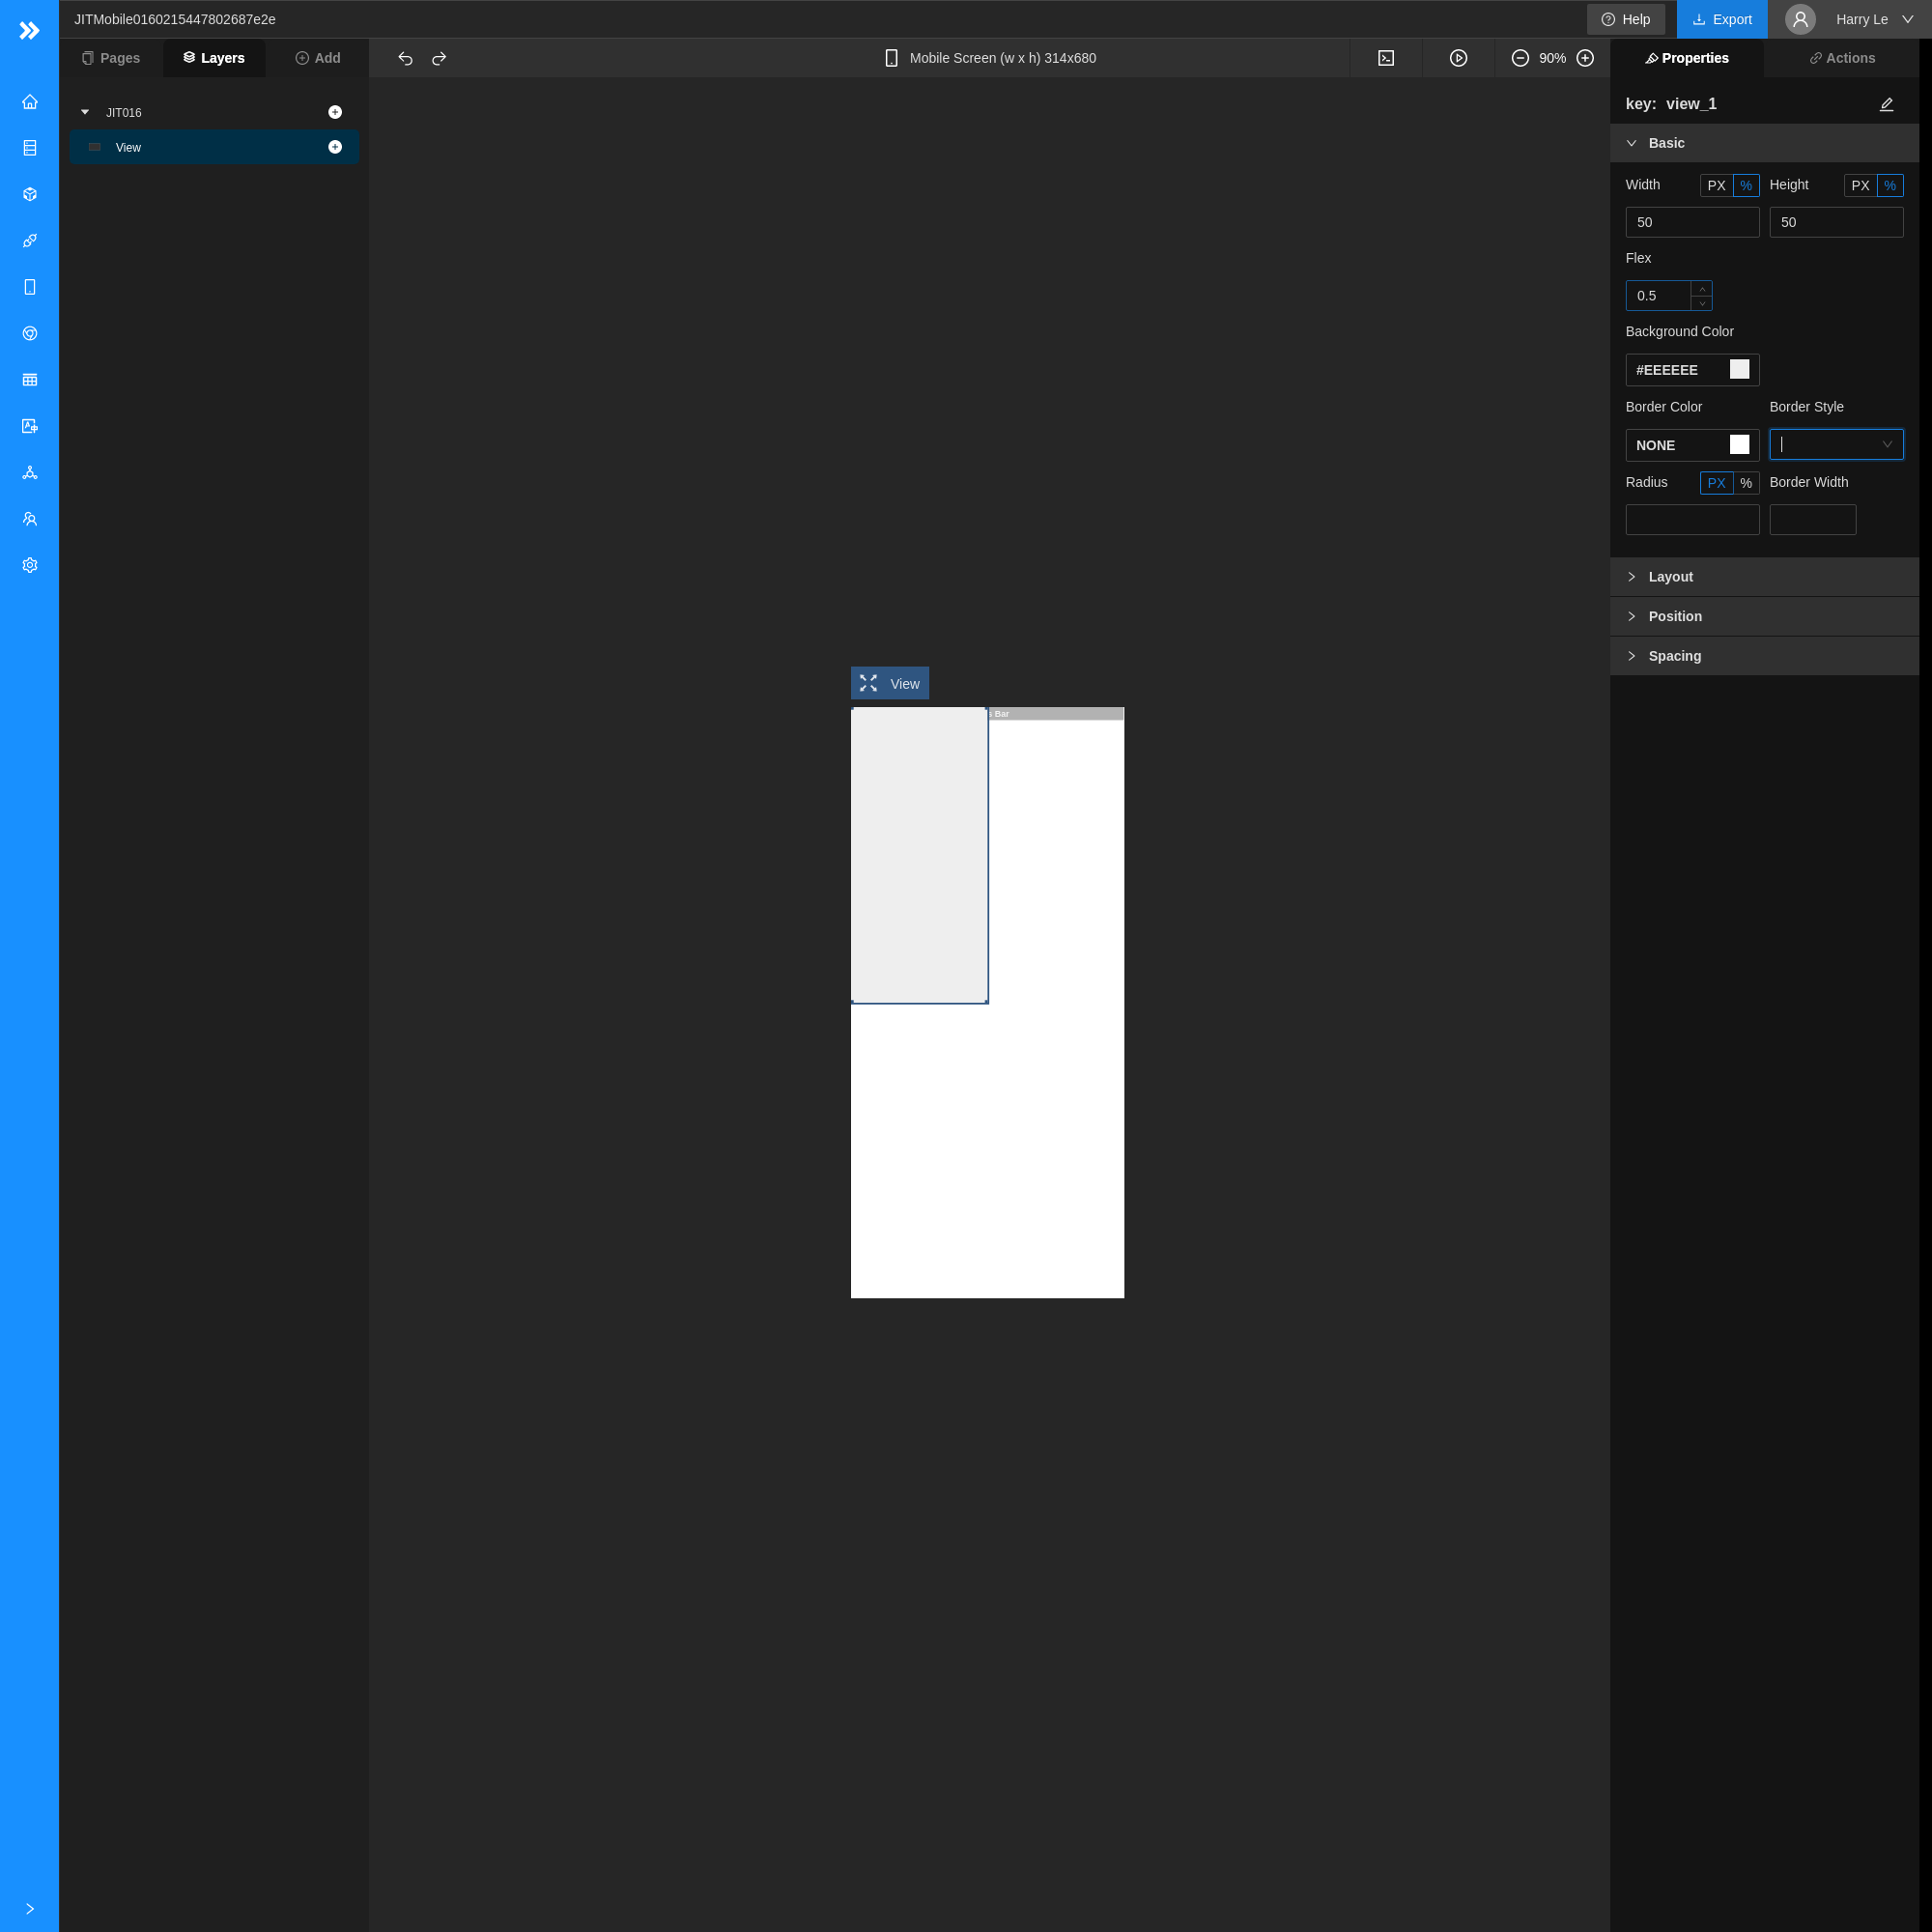 JITMobile0160215447802687e2e
Help
Export
Harry Le
Pages
Layers
Add
Mobile Screen (w x h) 314x680
90%
Properties
Actions
JIT016
View
key: view_1
Basic
Width PX % Height PX %
50 50
Flex
0.5
Background Color
#EEEEEE
Border Color Border Style
NONE
Radius PX % Border Width
Layout
Position
Spacing
View
Bar